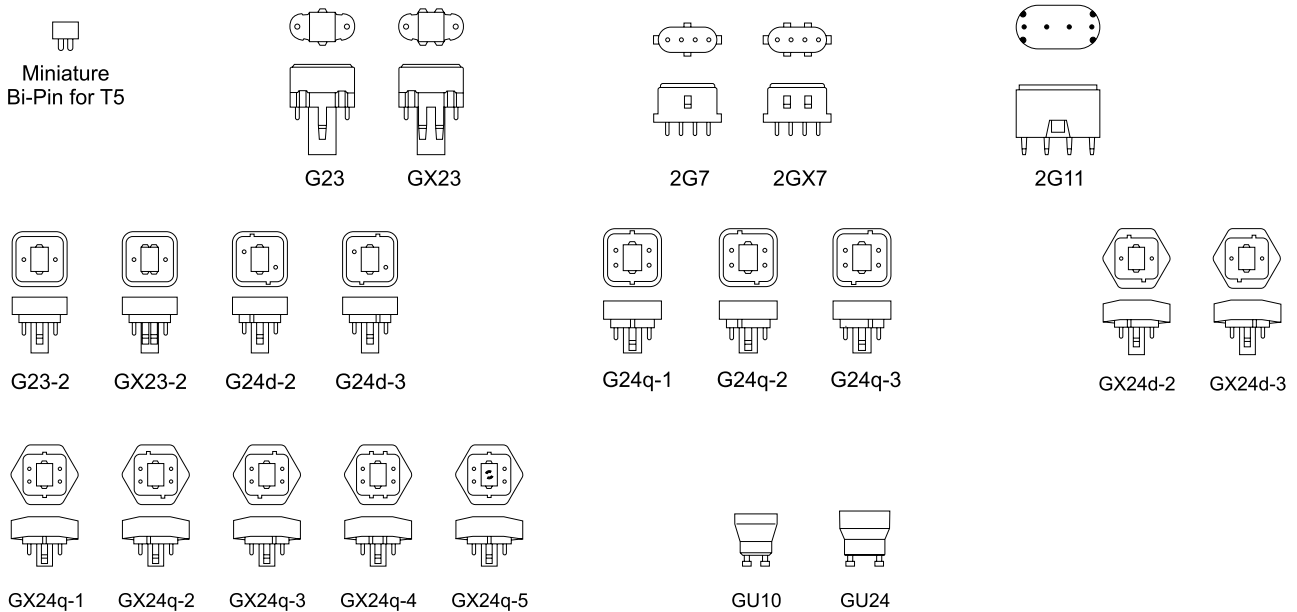 Miniature
Bi-Pin for T5
G23
GX23
2G7
2GX7
2G11
G23-2
GX23-2
G24d-2
G24d-3
G24q-1
G24q-2
G24q-3
GX24d-2
GX24d-3
GX24q-1
GX24q-2
GX24q-3
GX24q-4
GX24q-5
GU10
GU24